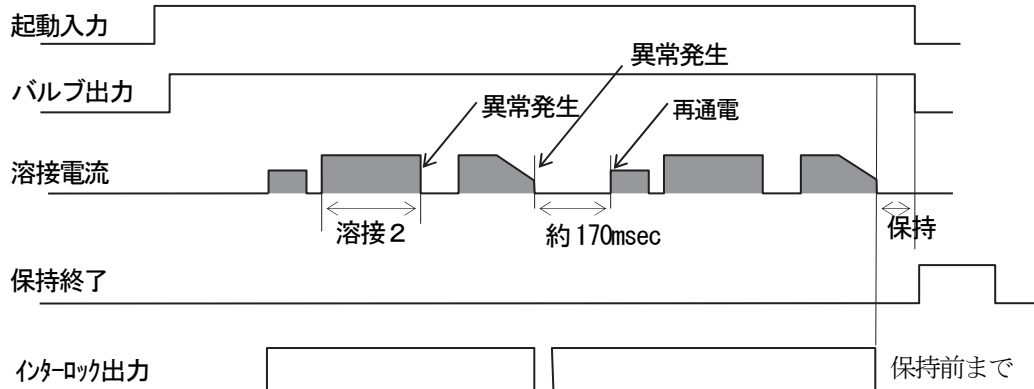 起動入力
異常発生
バルブ出力
異常発生
再通電
溶接電流
溶接2
約170msec
保持
保持終了
インターロック出力
保持前まで